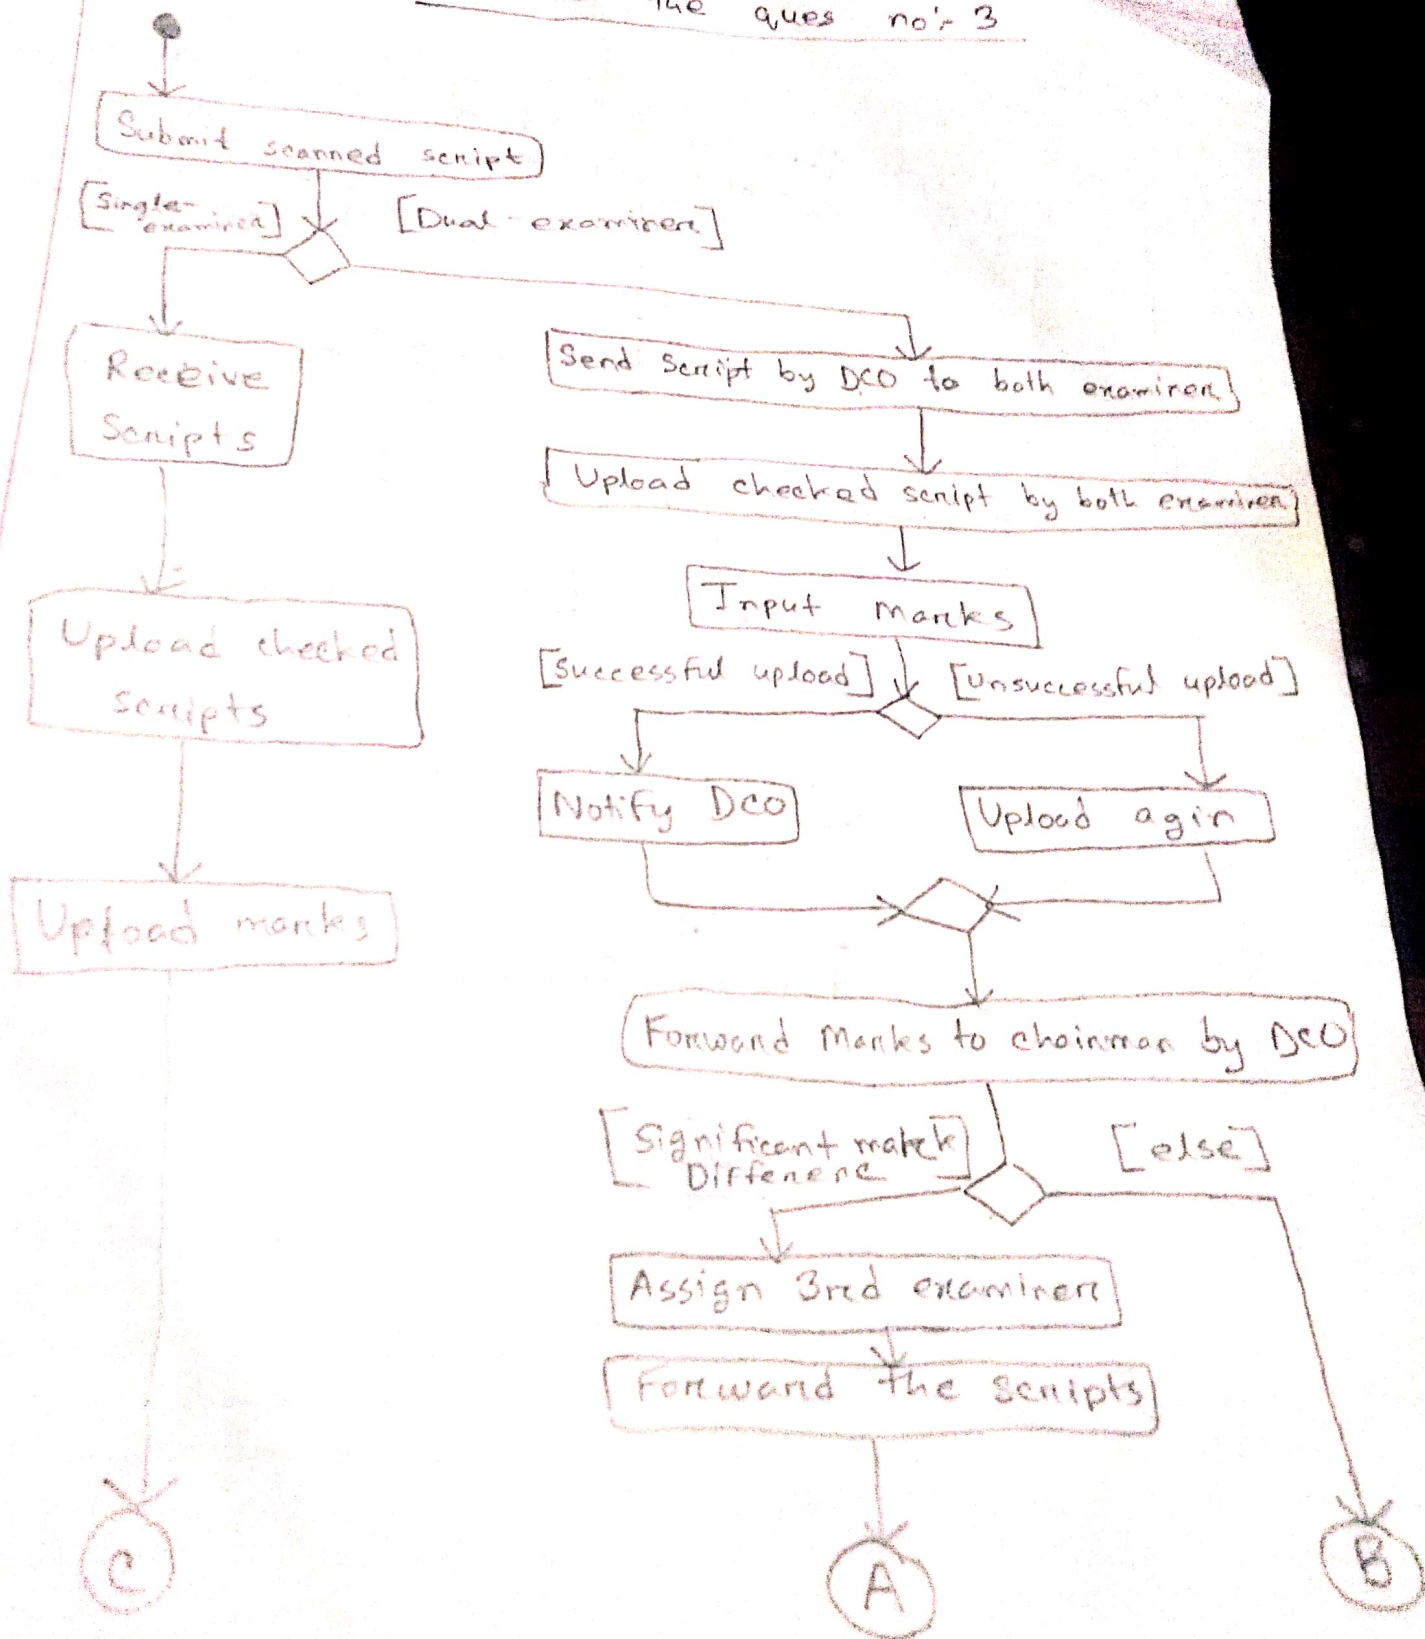 the ques no:- 3
Submit scanned script
[Single-
examiner]
[Dual-examiner]
Receive
Scripts
Send Script by DCO to both examiner
Upload checked script by both examiner
Input marks
Upload checked
scripts
[Successful upload]
[Unsuccessful upload]
Notify DCO
Upload agin
Upload marks
Forward Marks to chairman by DCO
[Significant mark
Differenc]
[else]
Assign 3rd examiner
Forward the scripts
C
A
B